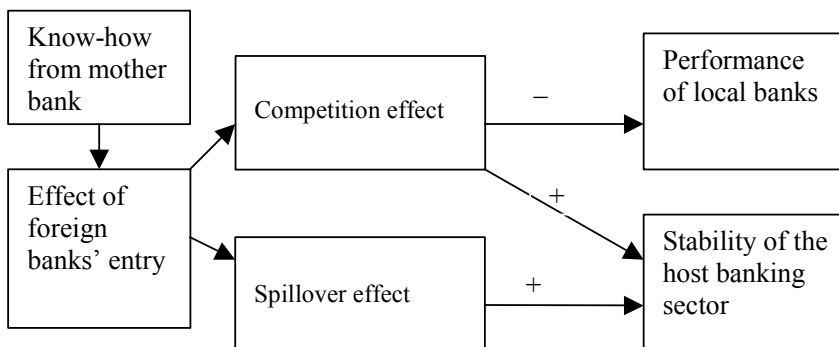 Know-how
from mother
bank
Effect of
foreign
banks’ entry
Competition effect
Spillover effect
–
+
+
Performance
of local banks
Stability of the
host banking
sector